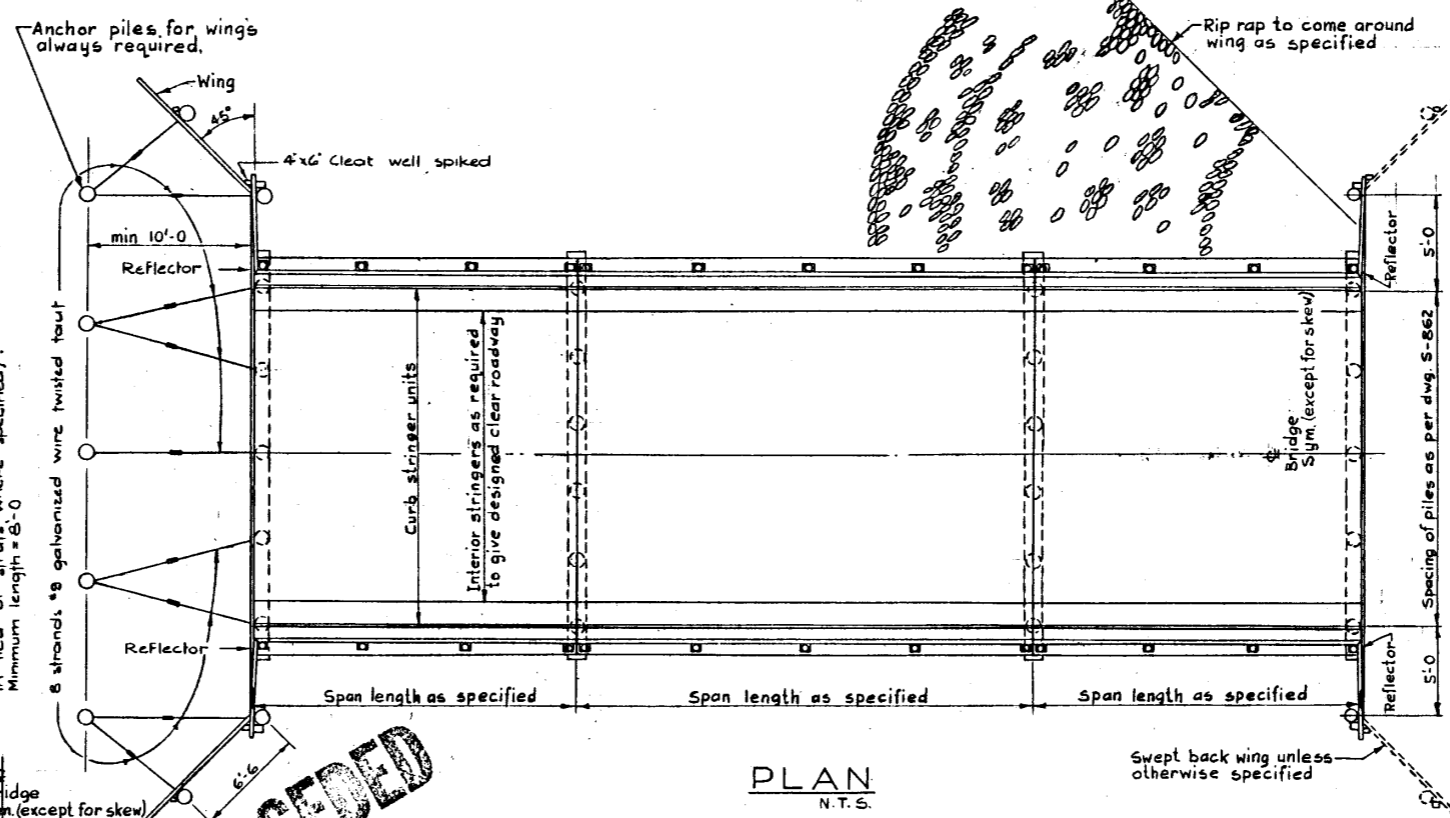 Anchor piles for wings
always required.
Wing
45°
4"x6" Cleat well spiked
Rip rap to come around
wing as specified
min 10'-0
Reflector
Reflector
5'-0
Minimum length = 8'-0
8 strands #9 galvanized wire twisted taut
Curb stringer units
Interior stringers as required
to give designed clear roadway
Bridge
Sym. (except for skew)
Spacing of piles as per dwg. S-862
Reflector
Reflector
5'-0
Span length as specified
Span length as specified
Span length as specified
6'-6
Swept back wing unless
otherwise specified
PLAN
N.T.S.
(except for skew)